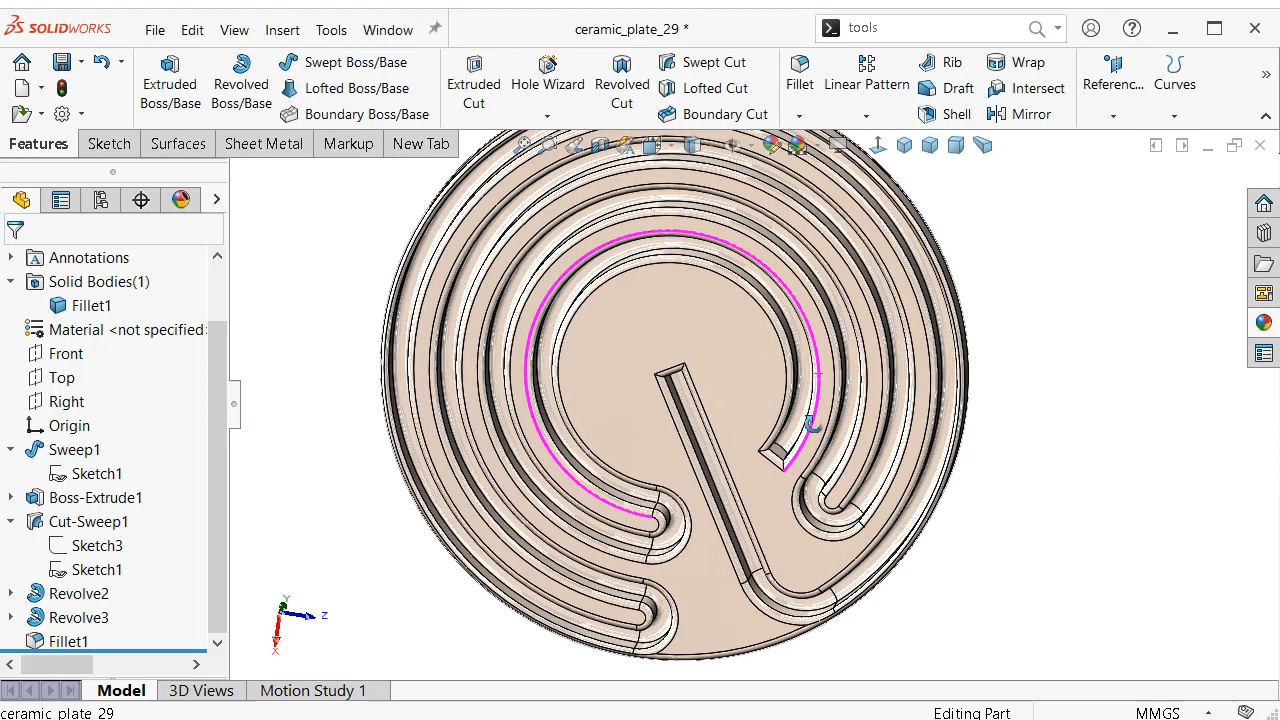 SOLIDWORKS File Edit View Insert Tools Window ceramic_plate_29 * tools
Extruded Boss/Base
Revolved Boss/Base
Swept Boss/Base
Lofted Boss/Base
Boundary Boss/Base
Extruded Cut
Hole Wizard
Revolved Cut
Swept Cut
Lofted Cut
Boundary Cut
Fillet
Linear Pattern
Rib
Draft
Shell
Wrap
Intersect
Mirror
Referenc...
Curves
Features Sketch Surfaces Sheet Metal Markup New Tab
Annotations
Solid Bodies(1)
Fillet1
Material <not specified>
Front
Top
Right
Origin
Sweep1
Sketch1
Boss-Extrude1
Cut-Sweep1
Sketch3
Sketch1
Revolve2
Revolve3
Fillet1
Y
Z
X
Model 3D Views Motion Study 1
ceramic_plate_29 Editing Part MMGS